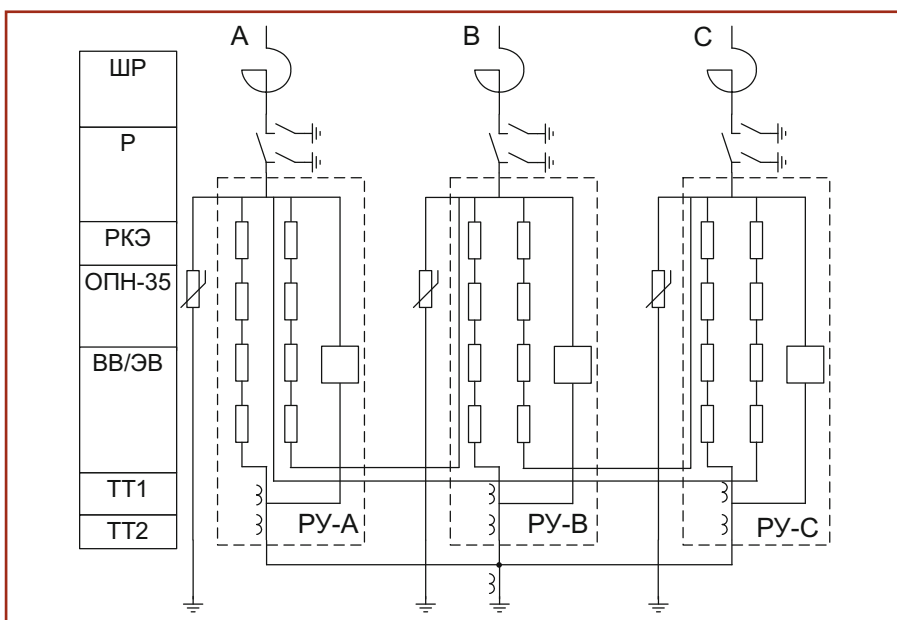 A
B
C
ШР
Р
РКЭ
ОПН-35
ВВ/ЭВ
ТТ1
ТТ2
РУ-А
РУ-В
РУ-С